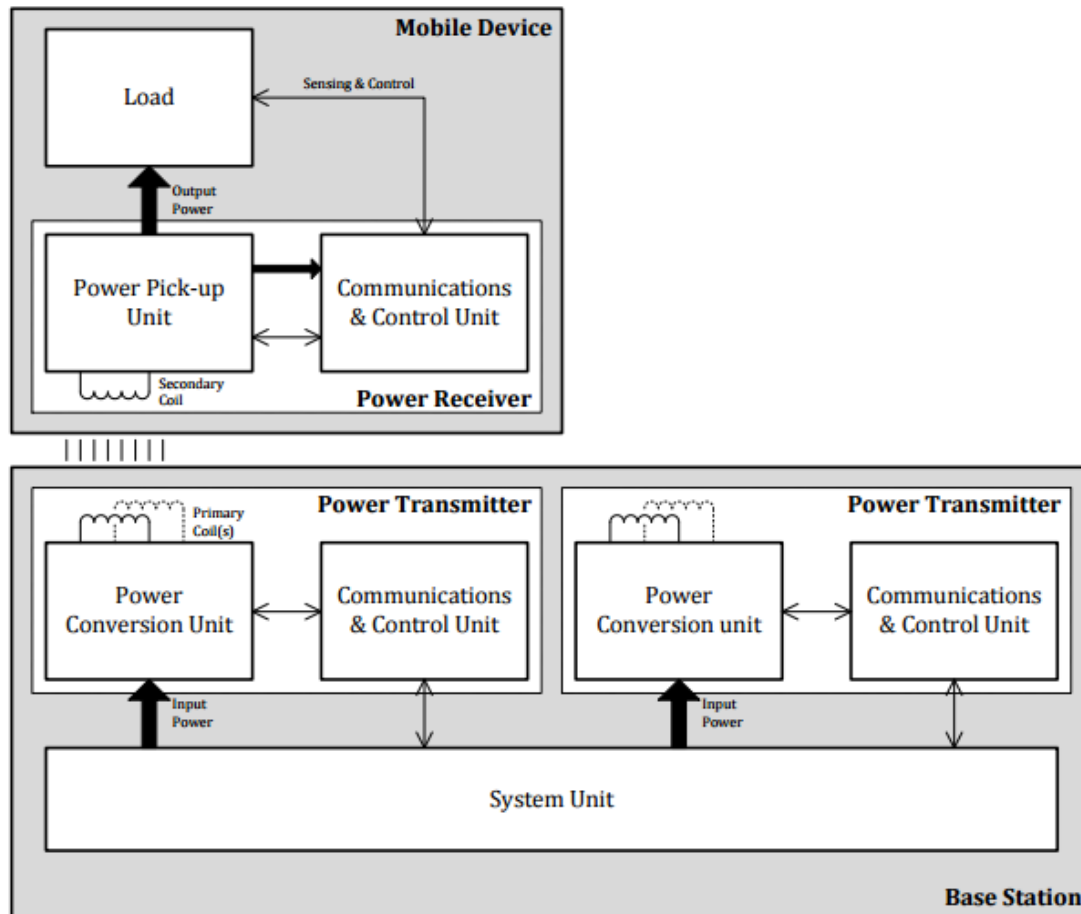 Mobile Device
Load
Sensing & Control
Output
Power
Power Pick-up
Unit
Communications
& Control Unit
Secondary
Coil
Power Receiver
Power Transmitter
Primary
Coil(s)
Power
Conversion Unit
Communications
& Control Unit
Input
Power
Power Transmitter
Power
Conversion unit
Communications
& Control Unit
Input
Power
System Unit
Base Station